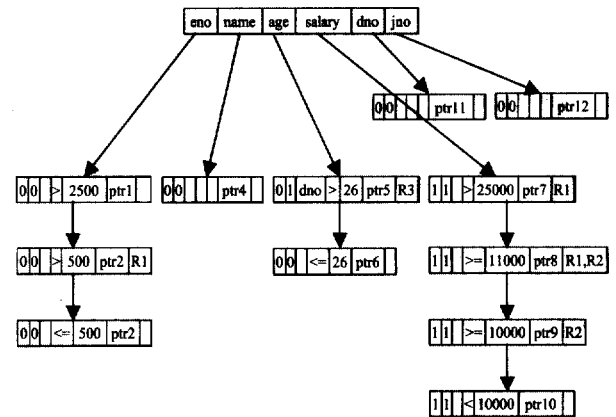 eno name age salary dno jno
0 0 ptr11
0 0 ptr12
0 0 > 2500 ptr1
0 0 ptr4
0 1 dno > 26 ptr5 R3
1 1 > 25000 ptr7 R1
0 0 > 500 ptr2 R1
0 0 <= 26 ptr6
1 1 >= 11000 ptr8 R1,R2
0 0 <= 500 ptr2
1 1 >= 10000 ptr9 R2
1 1 < 10000 ptr10